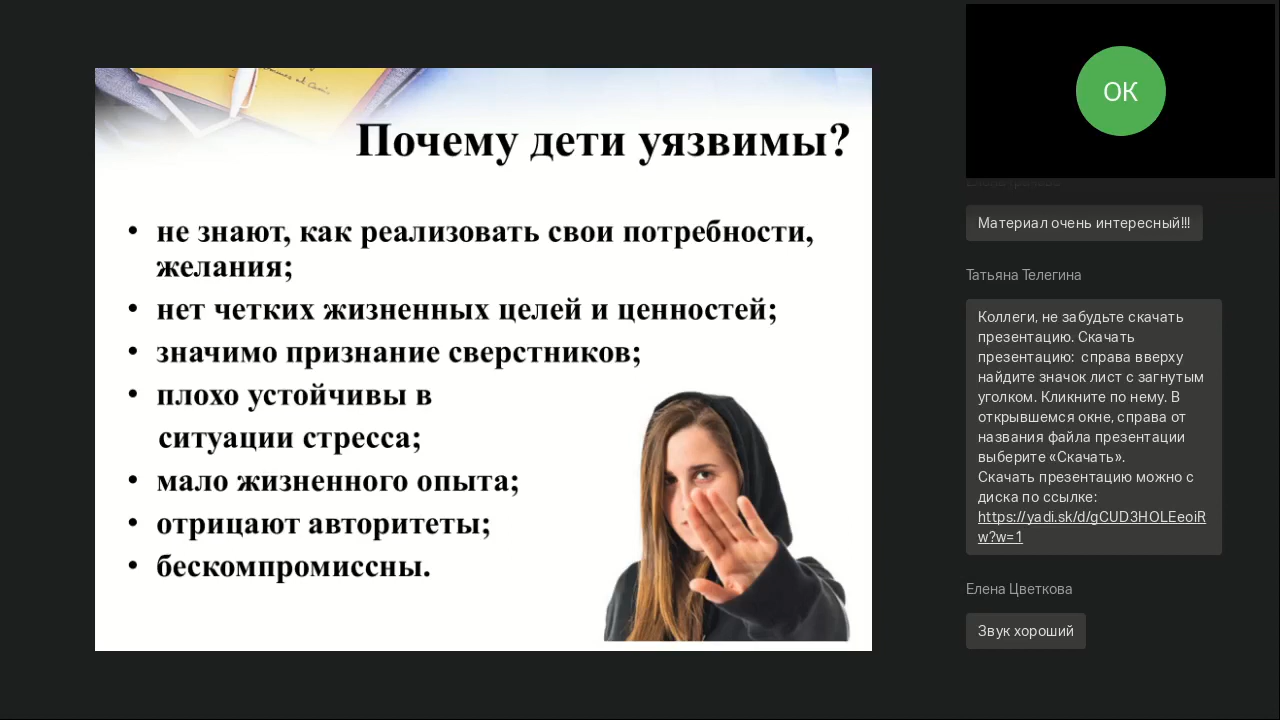 Почему дети уязвимы?
• не знают, как реализовать свои потребности,
желания;
• нет четких жизненных целей и ценностей;
• значимо признание сверстников;
• плохо устойчивы в
ситуации стресса;
• мало жизненного опыта;
• отрицают авторитеты;
• бескомпромиссны.
ОК
Материал очень интересный!!!
Татьяна Телегина
Коллеги, не забудьте скачать
презентацию. Скачать
презентацию: справа вверху
найдите значок лист с загнутым
уголком. Кликните по нему. В
открывшемся окне, справа от
названия файла презентации
выберите «Скачать».
Скачать презентацию можно с
диска по ссылке:
https://yadi.sk/d/gCUD3HOLEeoiR
w?w=1
Елена Цветкова
Звук хороший